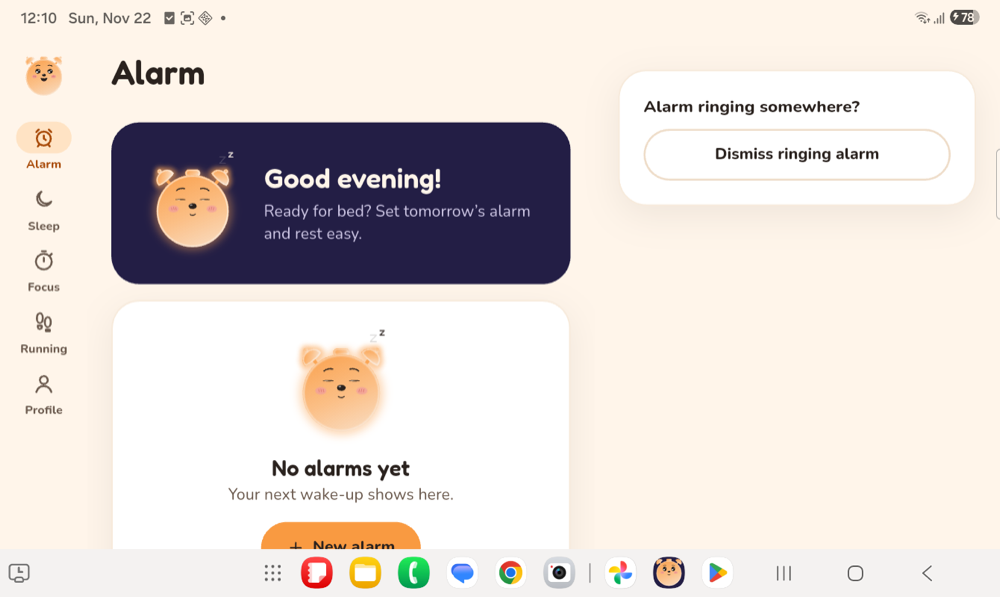 12:10 Sun, Nov 22
78
Alarm
Alarm
Sleep
Focus
Running
Profile
z
z
Good evening!
Ready for bed? Set tomorrow's alarm
and rest easy.
z
z
No alarms yet
Your next wake-up shows here.
+ New alarm
Alarm ringing somewhere?
Dismiss ringing alarm